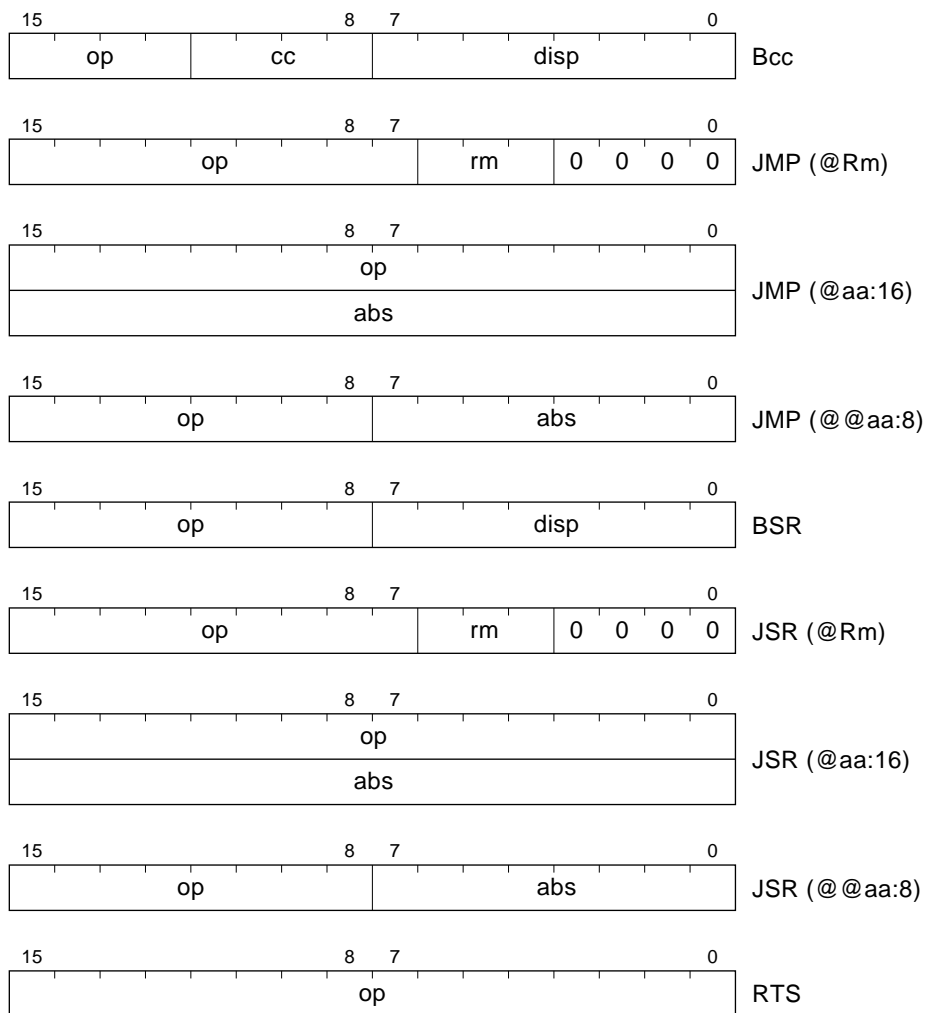 15 8 7 0
op cc disp Bcc
15 8 7 0
op rm 0 0 0 0 JMP (@Rm)
15 8 7 0
op
JMP (@aa:16)
abs
15 8 7 0
op abs JMP (@@aa:8)
15 8 7 0
op disp BSR
15 8 7 0
op rm 0 0 0 0 JSR (@Rm)
15 8 7 0
op
JSR (@aa:16)
abs
15 8 7 0
op abs JSR (@@aa:8)
15 8 7 0
op RTS